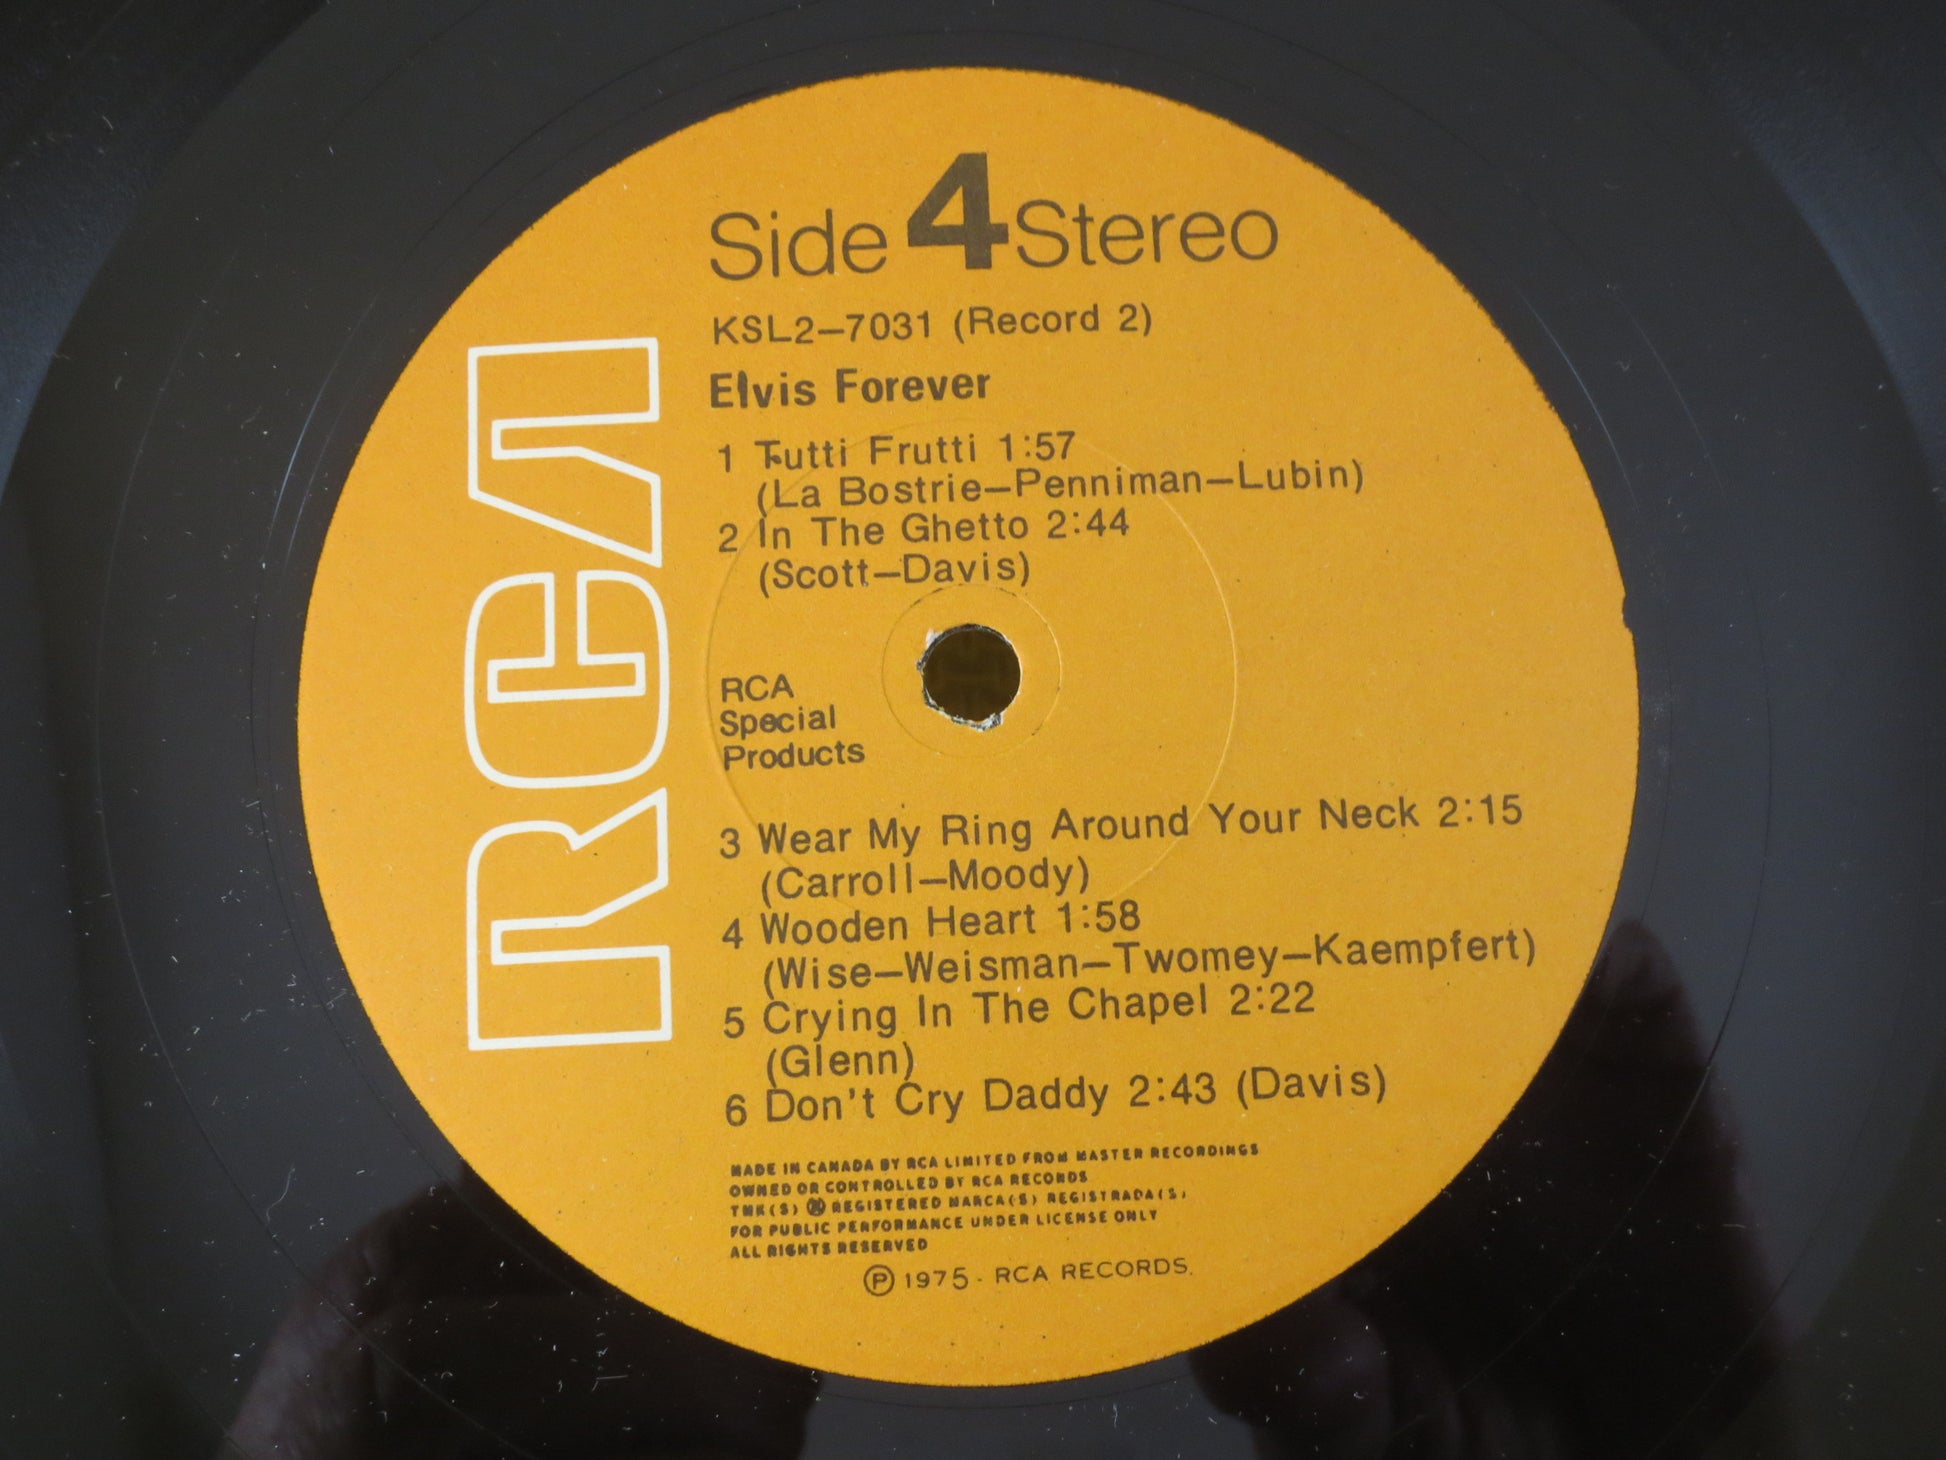 RCA
Side 4 Stereo
KSL2–7031 (Record 2)
Elvis Forever
1 Tutti Frutti 1:57
(La Bostrie–Penniman–Lubin)
2 In The Ghetto 2:44
(Scott–Davis)
RCA
Special
Products
3 Wear My Ring Around Your Neck 2:15
(Carroll–Moody)
4 Wooden Heart 1:58
(Wise–Weisman–Twomey–Kaempfert)
5 Crying In The Chapel 2:22
(Glenn)
6 Don't Cry Daddy 2:43 (Davis)
MADE IN CANADA BY RCA LIMITED FROM MASTER RECORDINGS
OWNED OR CONTROLLED BY RCA RECORDS
TMK(S) ® REGISTERED MARCA(S) REGISTRADA(S)
FOR PUBLIC PERFORMANCE UNDER LICENSE ONLY
ALL RIGHTS RESERVED
℗ 1975 - RCA RECORDS.